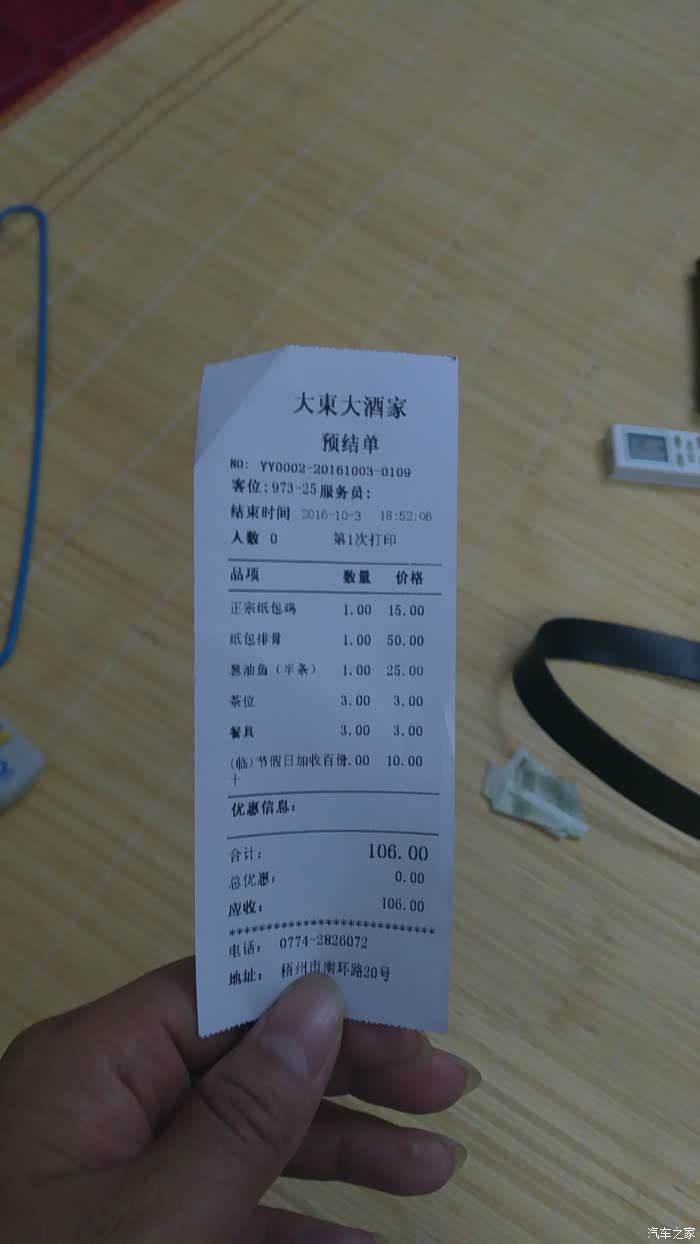 大東大酒家
预结单
NO: YY0002-20161003-0109
客位:973-25服务员:
结束时间 2016-10-3 18:52:06
人数 0 第1次打印
品项 数量 价格
正宗纸包鸡 1.00 15.00
纸包排骨 1.00 50.00
葱油鱼（半条） 1.00 25.00
茶位 3.00 3.00
餐具 3.00 3.00
(临)节假日加收百份 .00 10.00
十
优惠信息:
合计: 106.00
总优惠: 0.00
应收: 106.00
******************************
电话: 0774-2826072
地址: 梧州市南环路20号
汽车之家